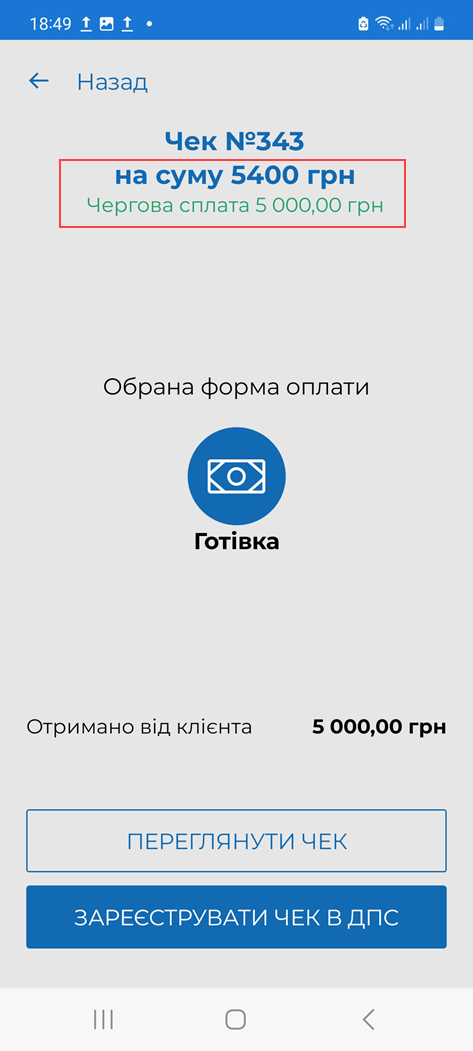 18:49
Назад
Чек №343
на суму 5400 грн
Чергова сплата 5 000,00 грн
Обрана форма оплати
Готівка
Отримано від клієнта 5 000,00 грн
ПЕРЕГЛЯНУТИ ЧЕК
ЗАРЕЄСТРУВАТИ ЧЕК В ДПС